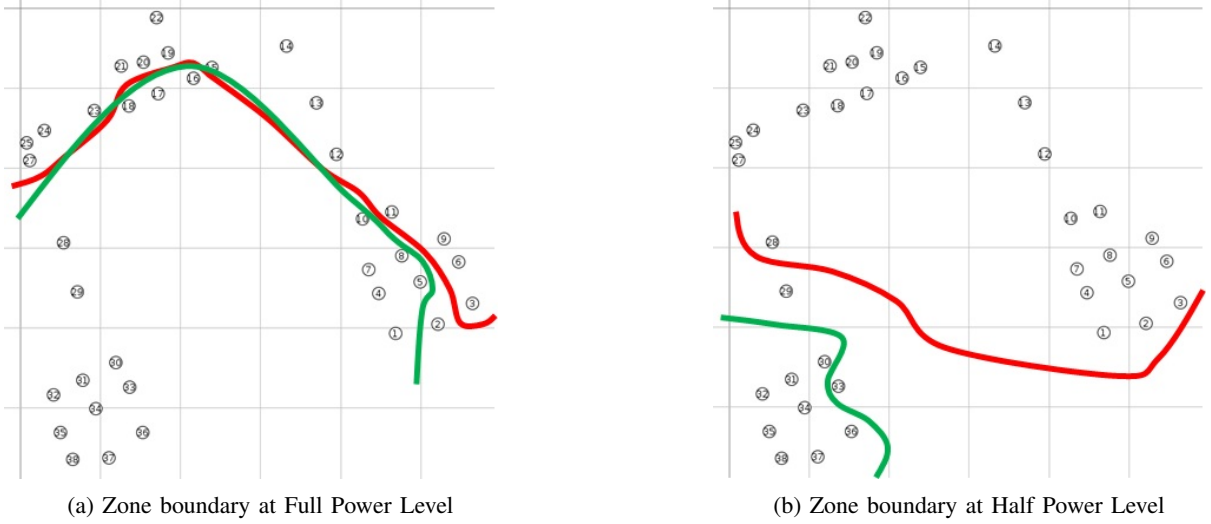 22 14 19 20 21 15 16 17 18 23 13 24 25 12 27 11 10 9 8 6 7 28 5 4 29 3 2 1 30 31 33 32 34 35 36 37 38
22 14 19 20 21 15 16 17 18 23 13 24 25 12 27 11 10 9 8 6 7 28 5 4 29 3 2 1 30 31 33 32 34 35 36 37 38
(a) Zone boundary at Full Power Level
(b) Zone boundary at Half Power Level